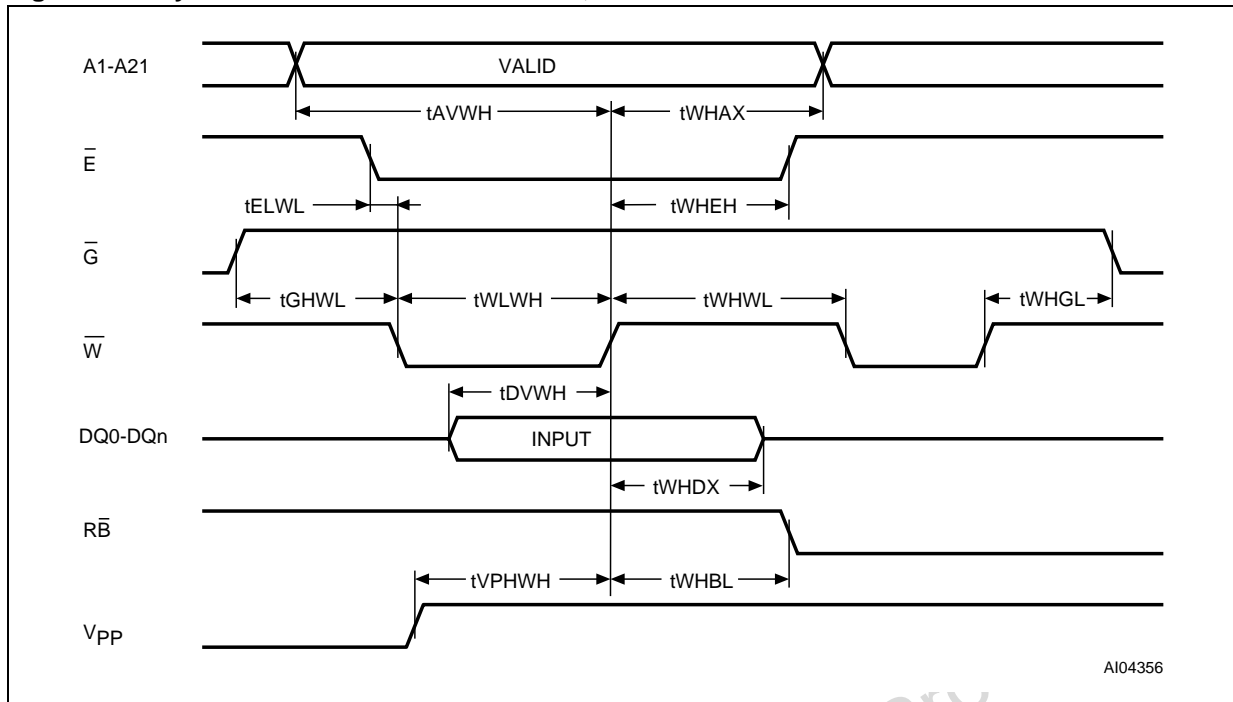 A1-A21
VALID
tAVWH
tWHAX
E̅
tELWL
tWHEH
G̅
tGHWL
tWLWH
tWHWL
tWHGL
W̅
tDVWH
DQ0-DQn
INPUT
tWHDX
RB̅
tVPHWH
tWHBL
VPP
AI04356